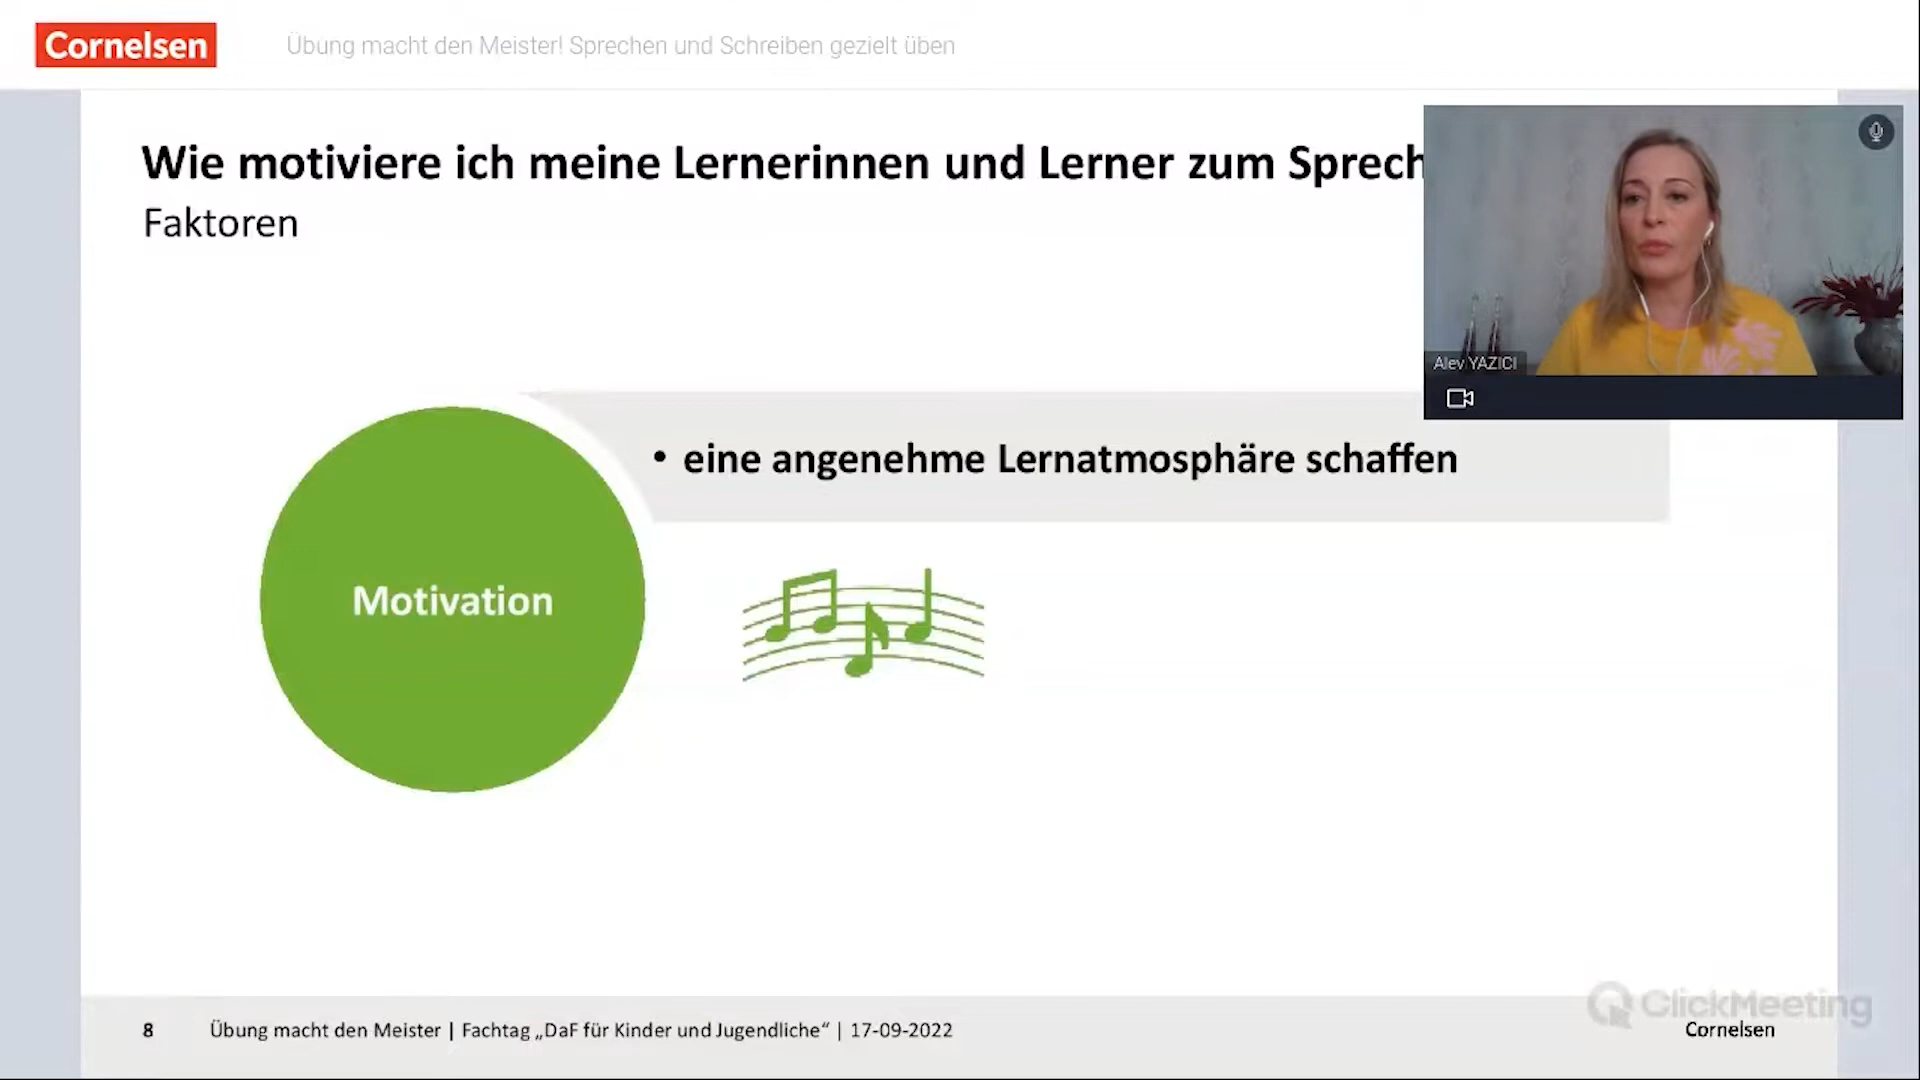 Cornelsen
Übung macht den Meister! Sprechen und Schreiben gezielt üben
Wie motiviere ich meine Lernerinnen und Lerner zum Sprech
Faktoren
Alev YAZICI
• eine angenehme Lernatmosphäre schaffen
Motivation
ClickMeeting
8 Übung macht den Meister | Fachtag „DaF für Kinder und Jugendliche“ | 17-09-2022 Cornelsen